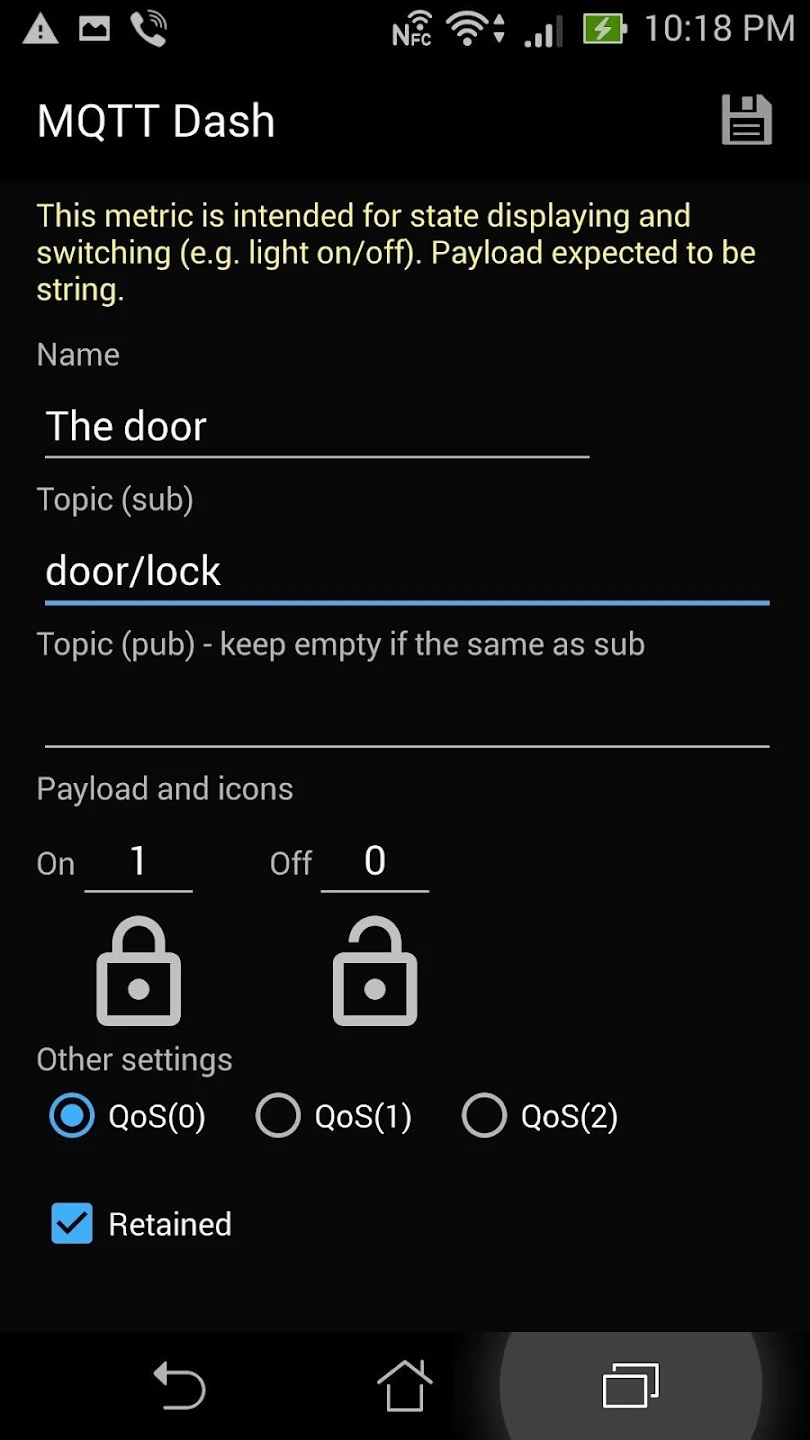 NFC 10:18 PM
MQTT Dash
This metric is intended for state displaying and
switching (e.g. light on/off). Payload expected to be
string.
Name
The door
Topic (sub)
door/lock
Topic (pub) - keep empty if the same as sub
Payload and icons
On 1 Off 0
Other settings
QoS(0) QoS(1) QoS(2)
Retained